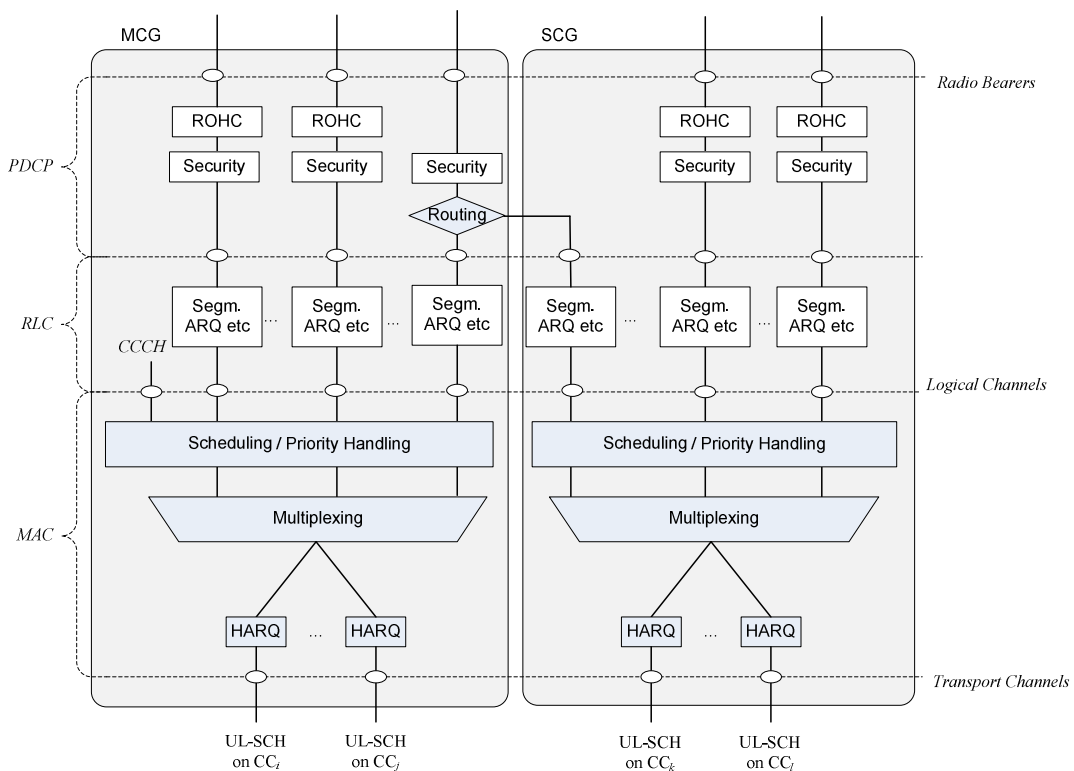 MCG
SCG
Radio Bearers
ROHC
ROHC
ROHC
ROHC
PDCP
Security
Security
Security
Security
Security
Routing
RLC
Segm.
ARQ etc
...
Segm.
ARQ etc
...
Segm.
ARQ etc
Segm.
ARQ etc
...
Segm.
ARQ etc
...
Segm.
ARQ etc
CCCH
Logical Channels
Scheduling / Priority Handling
Scheduling / Priority Handling
MAC
Multiplexing
Multiplexing
HARQ
...
HARQ
HARQ
...
HARQ
Transport Channels
UL-SCH
on CCi
UL-SCH
on CCj
UL-SCH
on CCk
UL-SCH
on CCl